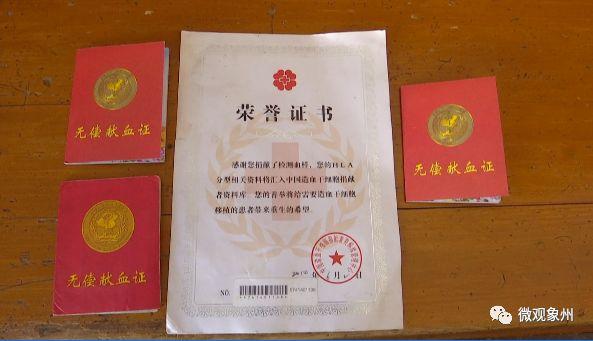 无偿献血证
无偿献血证
荣誉证书
感谢您捐献了检测血样，您的HLA
分型相关资料将汇入中国造血干细胞捐献
者资料库。您的善举将给需要造血干细胞
移植的患者带来重生的希望。
NO.
无偿献血证
微观象州